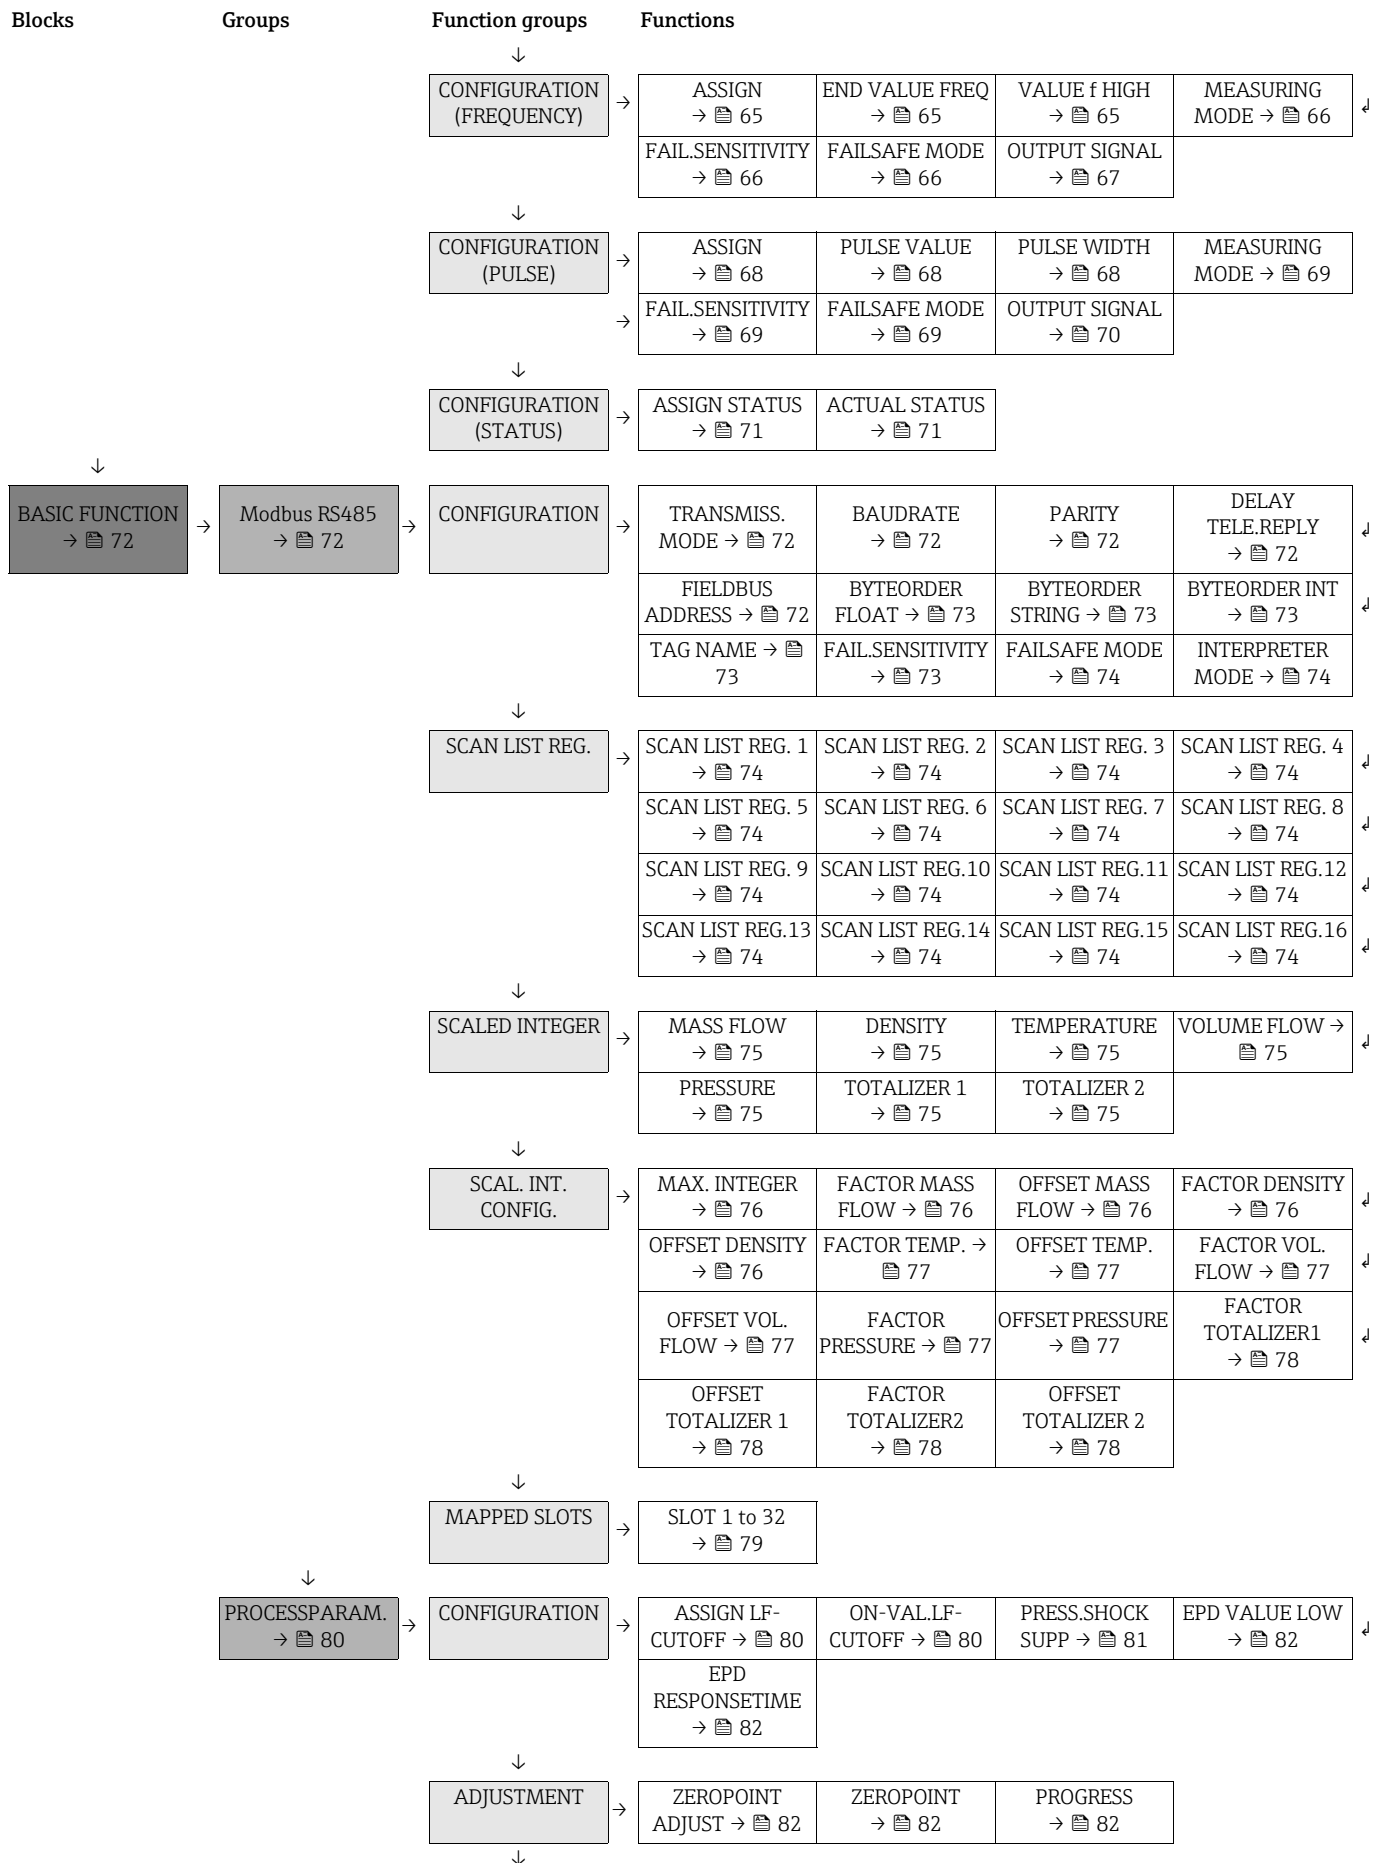 Blocks Groups Function groups Functions
↓
CONFIGURATION (FREQUENCY) → ASSIGN → 65 END VALUE FREQ → 65 VALUE f HIGH → 65 MEASURING MODE → 66
FAIL.SENSITIVITY → 66 FAILSAFE MODE → 66 OUTPUT SIGNAL → 67
↓
CONFIGURATION (PULSE) → ASSIGN → 68 PULSE VALUE → 68 PULSE WIDTH → 68 MEASURING MODE → 69
→ FAIL.SENSITIVITY → 69 FAILSAFE MODE → 69 OUTPUT SIGNAL → 70
↓
CONFIGURATION (STATUS) → ASSIGN STATUS → 71 ACTUAL STATUS → 71
↓
BASIC FUNCTION → 72 → Modbus RS485 → 72 → CONFIGURATION → TRANSMISS. MODE → 72 BAUDRATE → 72 PARITY → 72 DELAY TELE.REPLY → 72
FIELDBUS ADDRESS → 72 BYTEORDER FLOAT → 73 BYTEORDER STRING → 73 BYTEORDER INT → 73
TAG NAME → 73 FAIL.SENSITIVITY → 73 FAILSAFE MODE → 74 INTERPRETER MODE → 74
↓
SCAN LIST REG. → SCAN LIST REG. 1 → 74 SCAN LIST REG. 2 → 74 SCAN LIST REG. 3 → 74 SCAN LIST REG. 4 → 74
SCAN LIST REG. 5 → 74 SCAN LIST REG. 6 → 74 SCAN LIST REG. 7 → 74 SCAN LIST REG. 8 → 74
SCAN LIST REG. 9 → 74 SCAN LIST REG.10 → 74 SCAN LIST REG.11 → 74 SCAN LIST REG.12 → 74
SCAN LIST REG.13 → 74 SCAN LIST REG.14 → 74 SCAN LIST REG.15 → 74 SCAN LIST REG.16 → 74
↓
SCALED INTEGER → MASS FLOW → 75 DENSITY → 75 TEMPERATURE → 75 VOLUME FLOW → 75
PRESSURE → 75 TOTALIZER 1 → 75 TOTALIZER 2 → 75
↓
SCAL. INT. CONFIG. → MAX. INTEGER → 76 FACTOR MASS FLOW → 76 OFFSET MASS FLOW → 76 FACTOR DENSITY → 76
OFFSET DENSITY → 76 FACTOR TEMP. → 77 OFFSET TEMP. → 77 FACTOR VOL. FLOW → 77
OFFSET VOL. FLOW → 77 FACTOR PRESSURE → 77 OFFSET PRESSURE → 77 FACTOR TOTALIZER1 → 78
OFFSET TOTALIZER 1 → 78 FACTOR TOTALIZER2 → 78 OFFSET TOTALIZER 2 → 78
↓
MAPPED SLOTS → SLOT 1 to 32 → 79
↓
PROCESSPARAM. → 80 → CONFIGURATION → ASSIGN LF-CUTOFF → 80 ON-VAL.LF-CUTOFF → 80 PRESS.SHOCK SUPP → 81 EPD VALUE LOW → 82
EPD RESPONSETIME → 82
↓
ADJUSTMENT → ZEROPOINT ADJUST → 82 ZEROPOINT → 82 PROGRESS → 82
↓